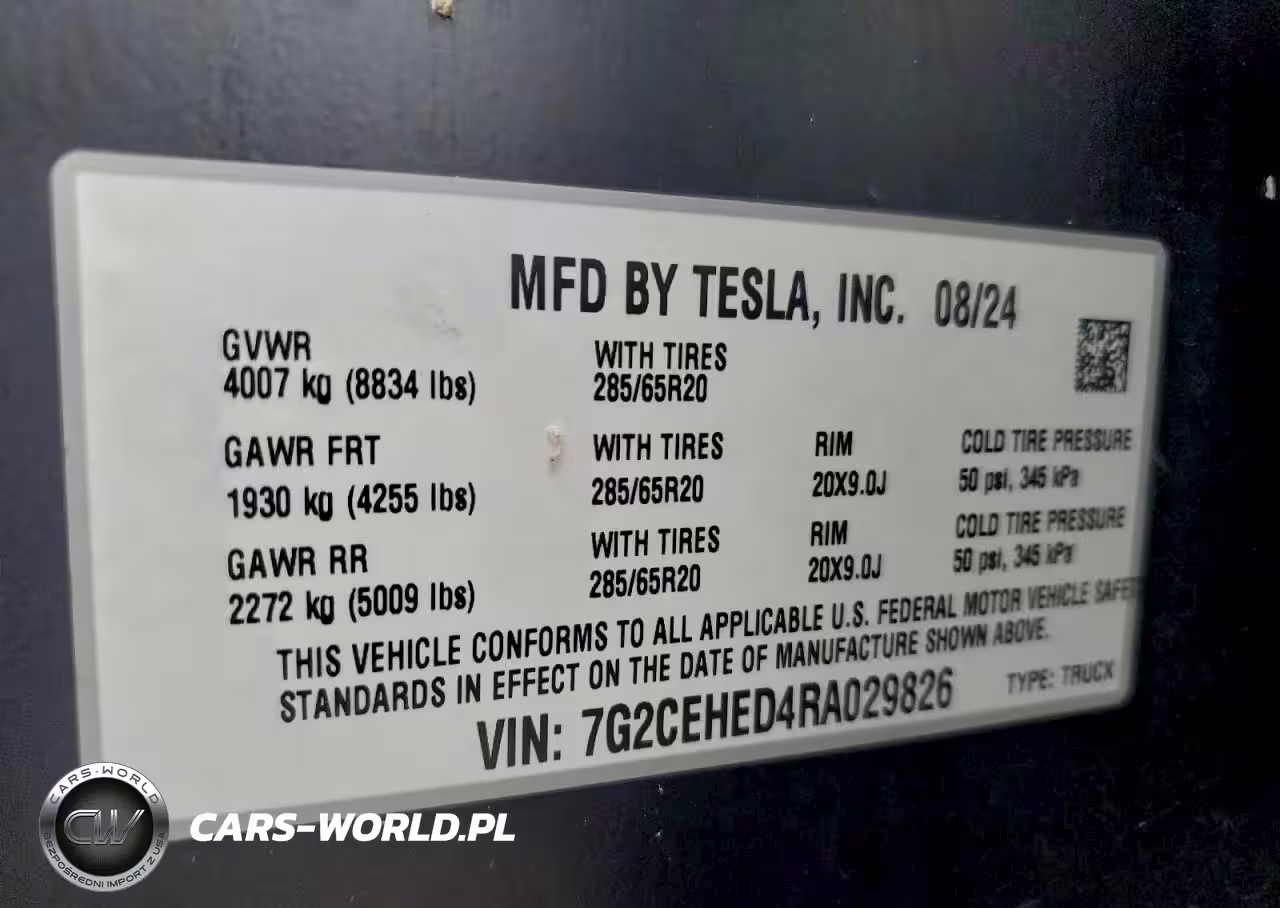 MFD BY TESLA, INC. 08/24
GVWR
4007 kg (8834 lbs)
WITH TIRES
285/65R20
GAWR FRT
1930 kg (4255 lbs)
WITH TIRES
285/65R20
RIM
20X9.0J
COLD TIRE PRESSURE
50 psi, 345 kPa
GAWR RR
2272 kg (5009 lbs)
WITH TIRES
285/65R20
RIM
20X9.0J
COLD TIRE PRESSURE
50 psi, 345 kPa
THIS VEHICLE CONFORMS TO ALL APPLICABLE U.S. FEDERAL MOTOR VEHICLE SAFET
STANDARDS IN EFFECT ON THE DATE OF MANUFACTURE SHOWN ABOVE.
VIN: 7G2CEHED4RA029826
TYPE: TRUCK
CARS-WORLD
CW
BEZPOŚREDNI IMPORT Z USA
CARS-WORLD.PL